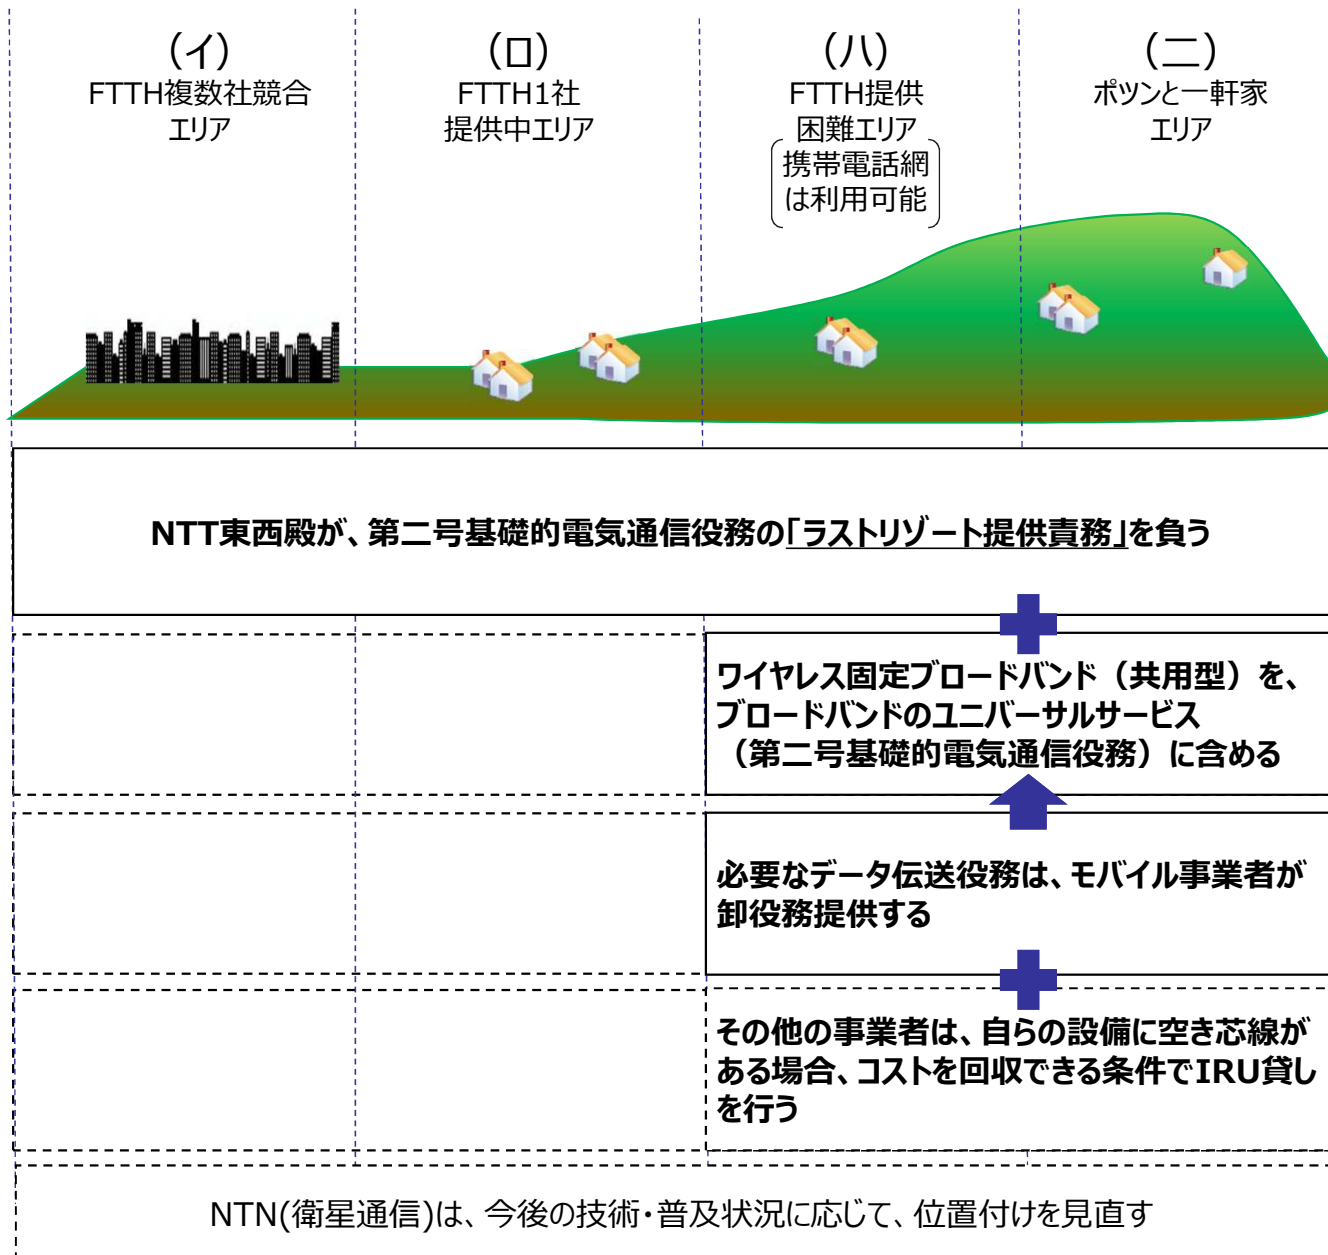 (イ)
FTTH複数社競合
エリア
(ロ)
FTTH1社
提供中エリア
(ハ)
FTTH提供
困難エリア
携帯電話網
は利用可能
(ニ)
ポツンと一軒家
エリア
NTT東西殿が、第二号基礎的電気通信役務の「ラストリゾート提供責務」を負う
ワイヤレス固定ブロードバンド（共用型）を、
ブロードバンドのユニバーサルサービス
（第二号基礎的電気通信役務）に含める
必要なデータ伝送役務は、モバイル事業者が
卸役務提供する
その他の事業者は、自らの設備に空き芯線が
ある場合、コストを回収できる条件でIRU貸し
を行う
NTN(衛星通信)は、今後の技術・普及状況に応じて、位置付けを見直す